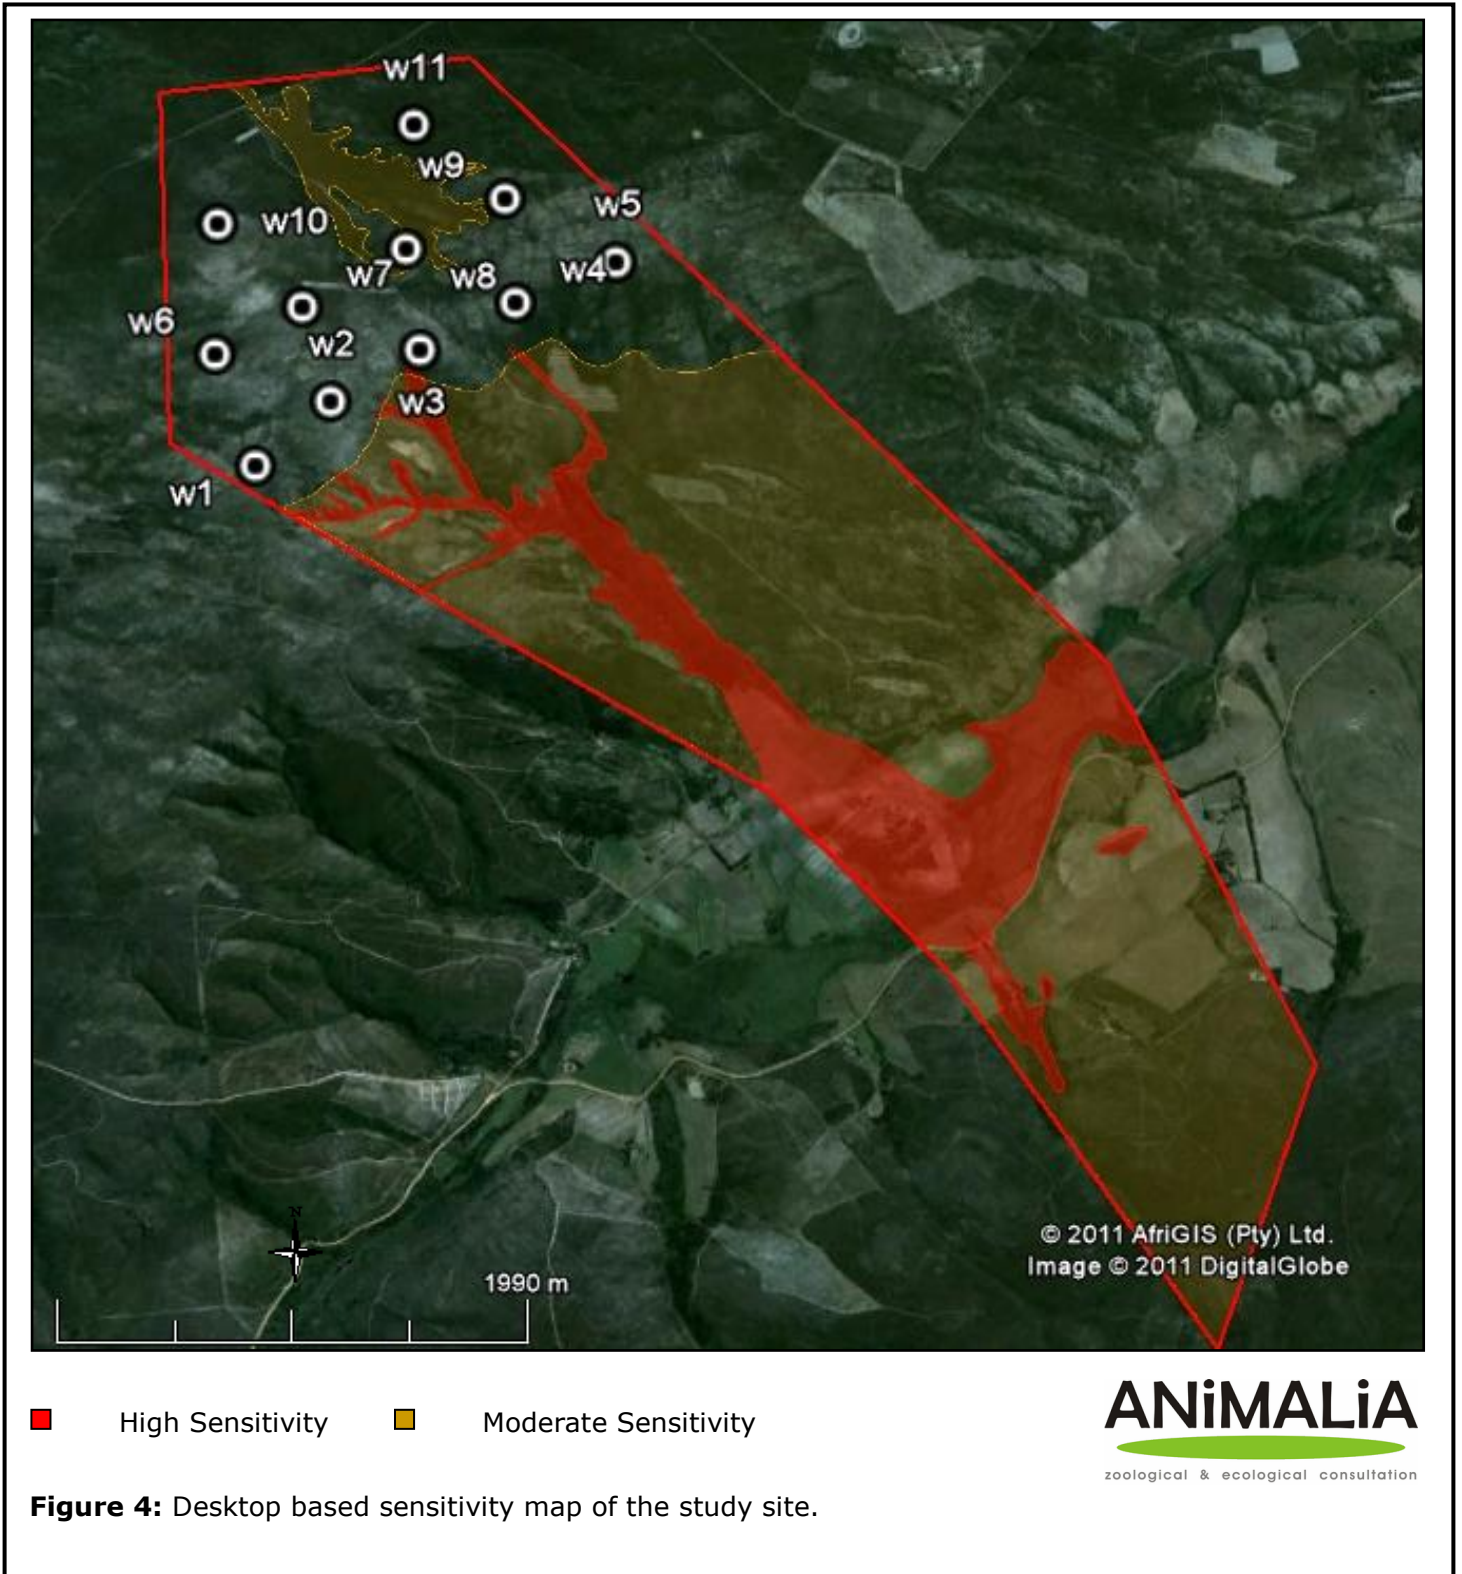 w11
w9
w5
w10
w7
w8
w4
w6
w2
w3
w1
N
© 2011 AfriGIS (Pty) Ltd.
Image © 2011 DigitalGlobe
1990 m
High Sensitivity Moderate Sensitivity
ANiMALiA
zoological & ecological consultation
Figure 4: Desktop based sensitivity map of the study site.